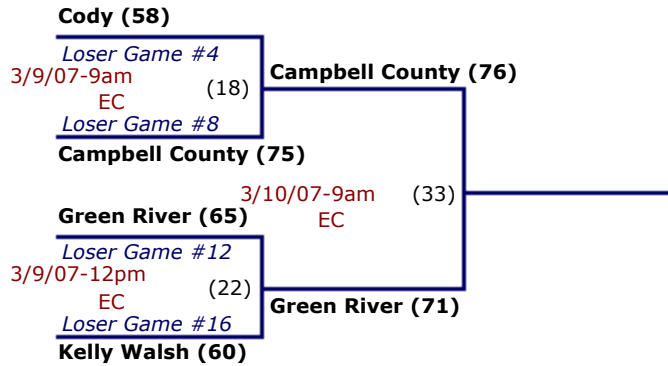 Cody (58)
Loser Game #4
3/9/07-9am
EC
(18)
Loser Game #8
Campbell County (75)
Campbell County (76)
3/10/07-9am
EC
(33)
Green River (65)
Loser Game #12
3/9/07-12pm
EC
(22)
Loser Game #16
Kelly Walsh (60)
Green River (71)